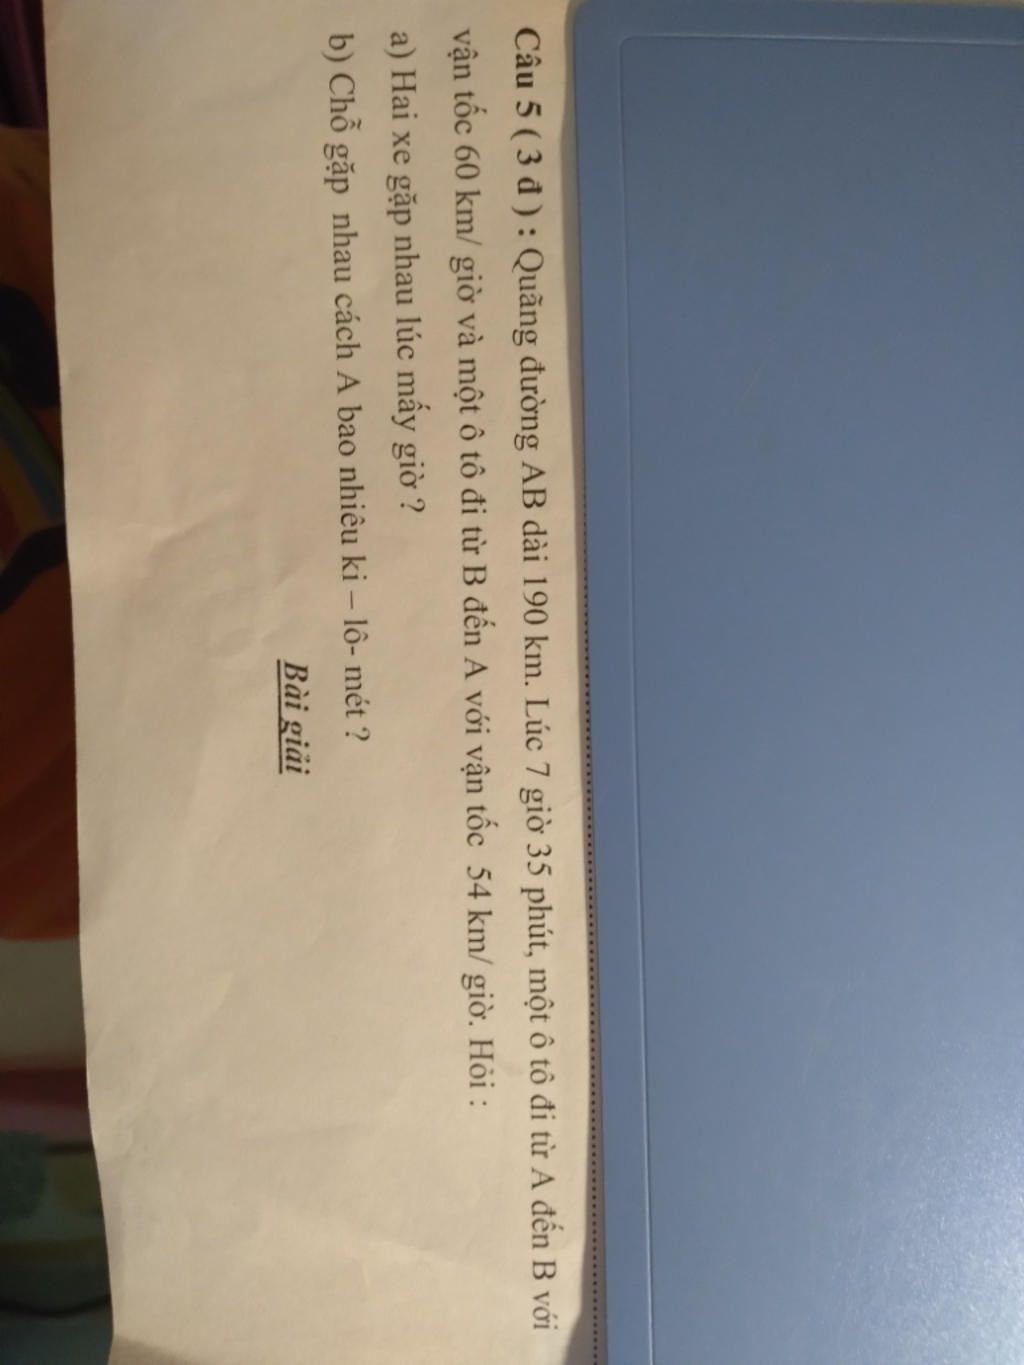 Câu 5 ( 3 đ ) : Quãng đường AB dài 190 km. Lúc 7 giờ 35 phút, một ô tô đi từ A đến B với
vận tốc 60 km/ giờ và một ô tô đi từ B đến A với vận tốc 54 km/ giờ. Hỏi :
a) Hai xe gặp nhau lúc mấy giờ ?
b) Chỗ gặp nhau cách A bao nhiêu ki – lô- mét ?
Bài giải